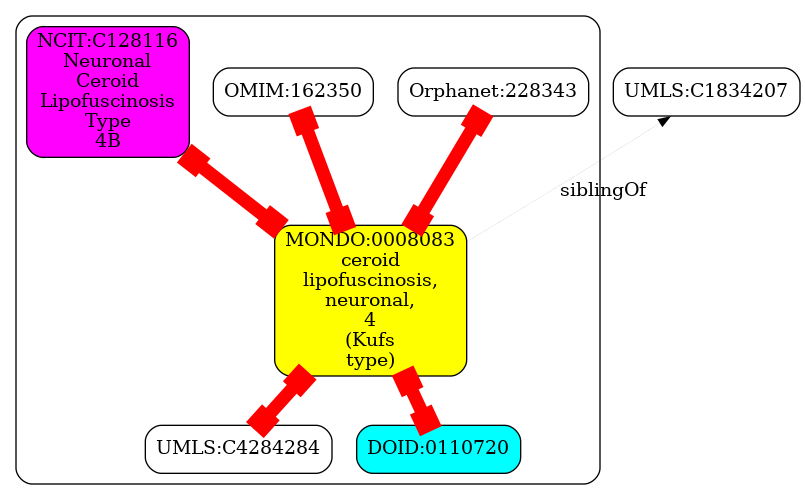 NCIT:C128116
Neuronal
Ceroid
Lipofuscinosis
Type
4B
OMIM:162350
Orphanet:228343
UMLS:C1834207
siblingOf
MONDO:0008083
ceroid
lipofuscinosis,
neuronal,
4
(Kufs
type)
UMLS:C4284284
DOID:0110720